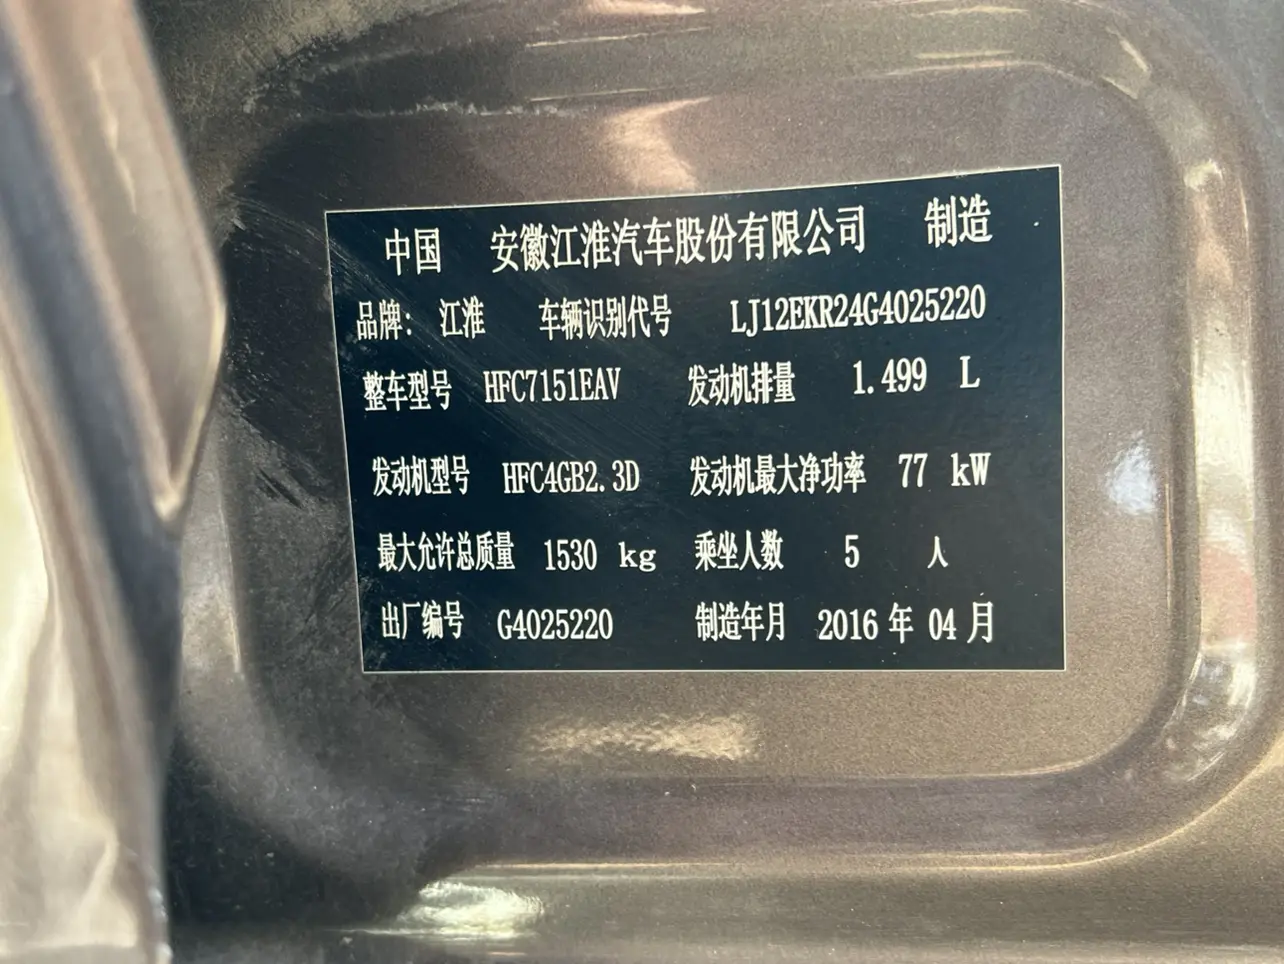 中国 安徽江淮汽车股份有限公司 制造
品牌: 江淮 车辆识别代号 LJ12EKR24G4025220
整车型号 HFC7151EAV 发动机排量 1.499 L
发动机型号 HFC4GB2.3D 发动机最大净功率 77 kW
最大允许总质量 1530 kg 乘坐人数 5 人
出厂编号 G4025220 制造年月 2016 年 04 月